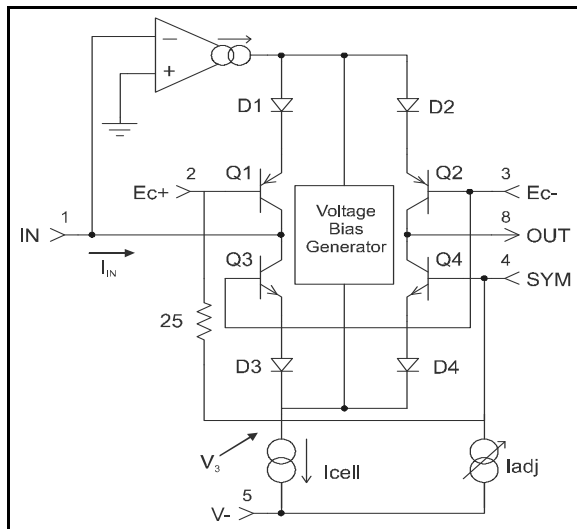 −
+
D1
D2
2
Ec+
Q1
Q2
3
Ec-
1
IN
I_IN
Voltage
Bias
Generator
8
OUT
Q3
Q4
4
SYM
25
D3
D4
V₃
Icell
Iadj
5
V-